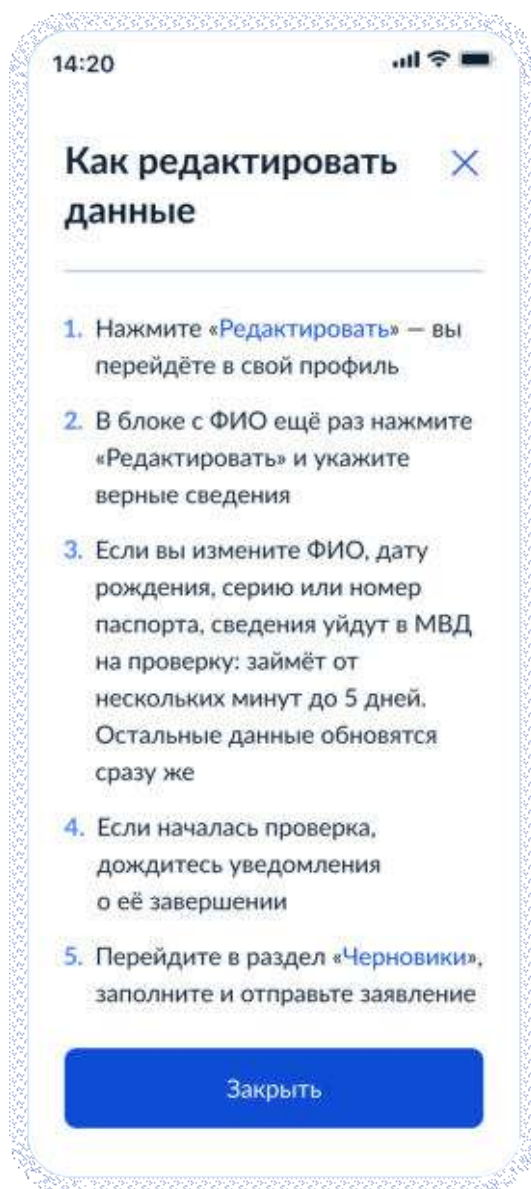 14:20
Как редактировать
данные
1. Нажмите «Редактировать» — вы
перейдёте в свой профиль
2. В блоке с ФИО ещё раз нажмите
«Редактировать» и укажите
верные сведения
3. Если вы измените ФИО, дату
рождения, серию или номер
паспорта, сведения уйдут в МВД
на проверку: займёт от
нескольких минут до 5 дней.
Остальные данные обновятся
сразу же
4. Если началась проверка,
дождитесь уведомления
о её завершении
5. Перейдите в раздел «Черновики»,
заполните и отправьте заявление
Закрыть